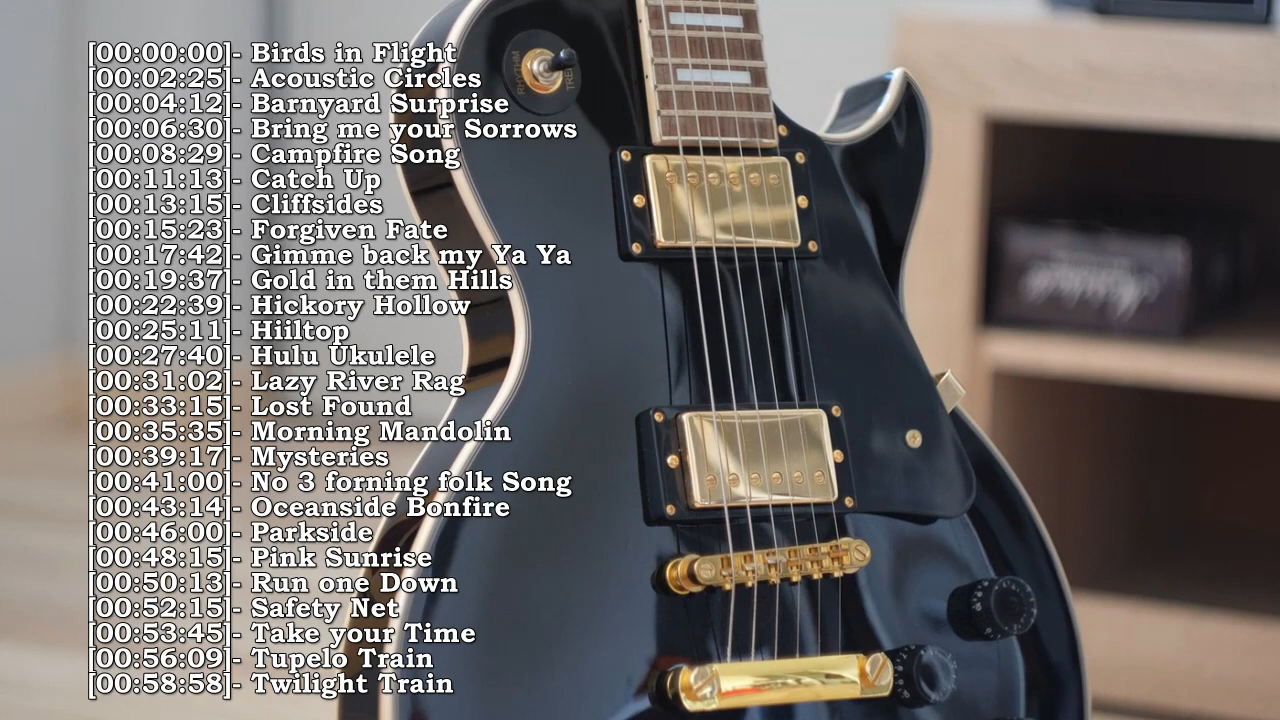 [00:00:00]- Birds in Flight
[00:02:25]- Acoustic Circles
[00:04:12]- Barnyard Surprise
[00:06:30]- Bring me your Sorrows
[00:08:29]- Campfire Song
[00:11:13]- Catch Up
[00:13:15]- Cliffsides
[00:15:23]- Forgiven Fate
[00:17:42]- Gimme back my Ya Ya
[00:19:37]- Gold in them Hills
[00:22:39]- Hickory Hollow
[00:25:11]- Hiiltop
[00:27:40]- Hulu Ukulele
[00:31:02]- Lazy River Rag
[00:33:15]- Lost Found
[00:35:35]- Morning Mandolin
[00:39:17]- Mysteries
[00:41:00]- No 3 forning folk Song
[00:43:14]- Oceanside Bonfire
[00:46:00]- Parkside
[00:48:15]- Pink Sunrise
[00:50:13]- Run one Down
[00:52:15]- Safety Net
[00:53:45]- Take your Time
[00:56:09]- Tupelo Train
[00:58:58]- Twilight Train
RHYTHM